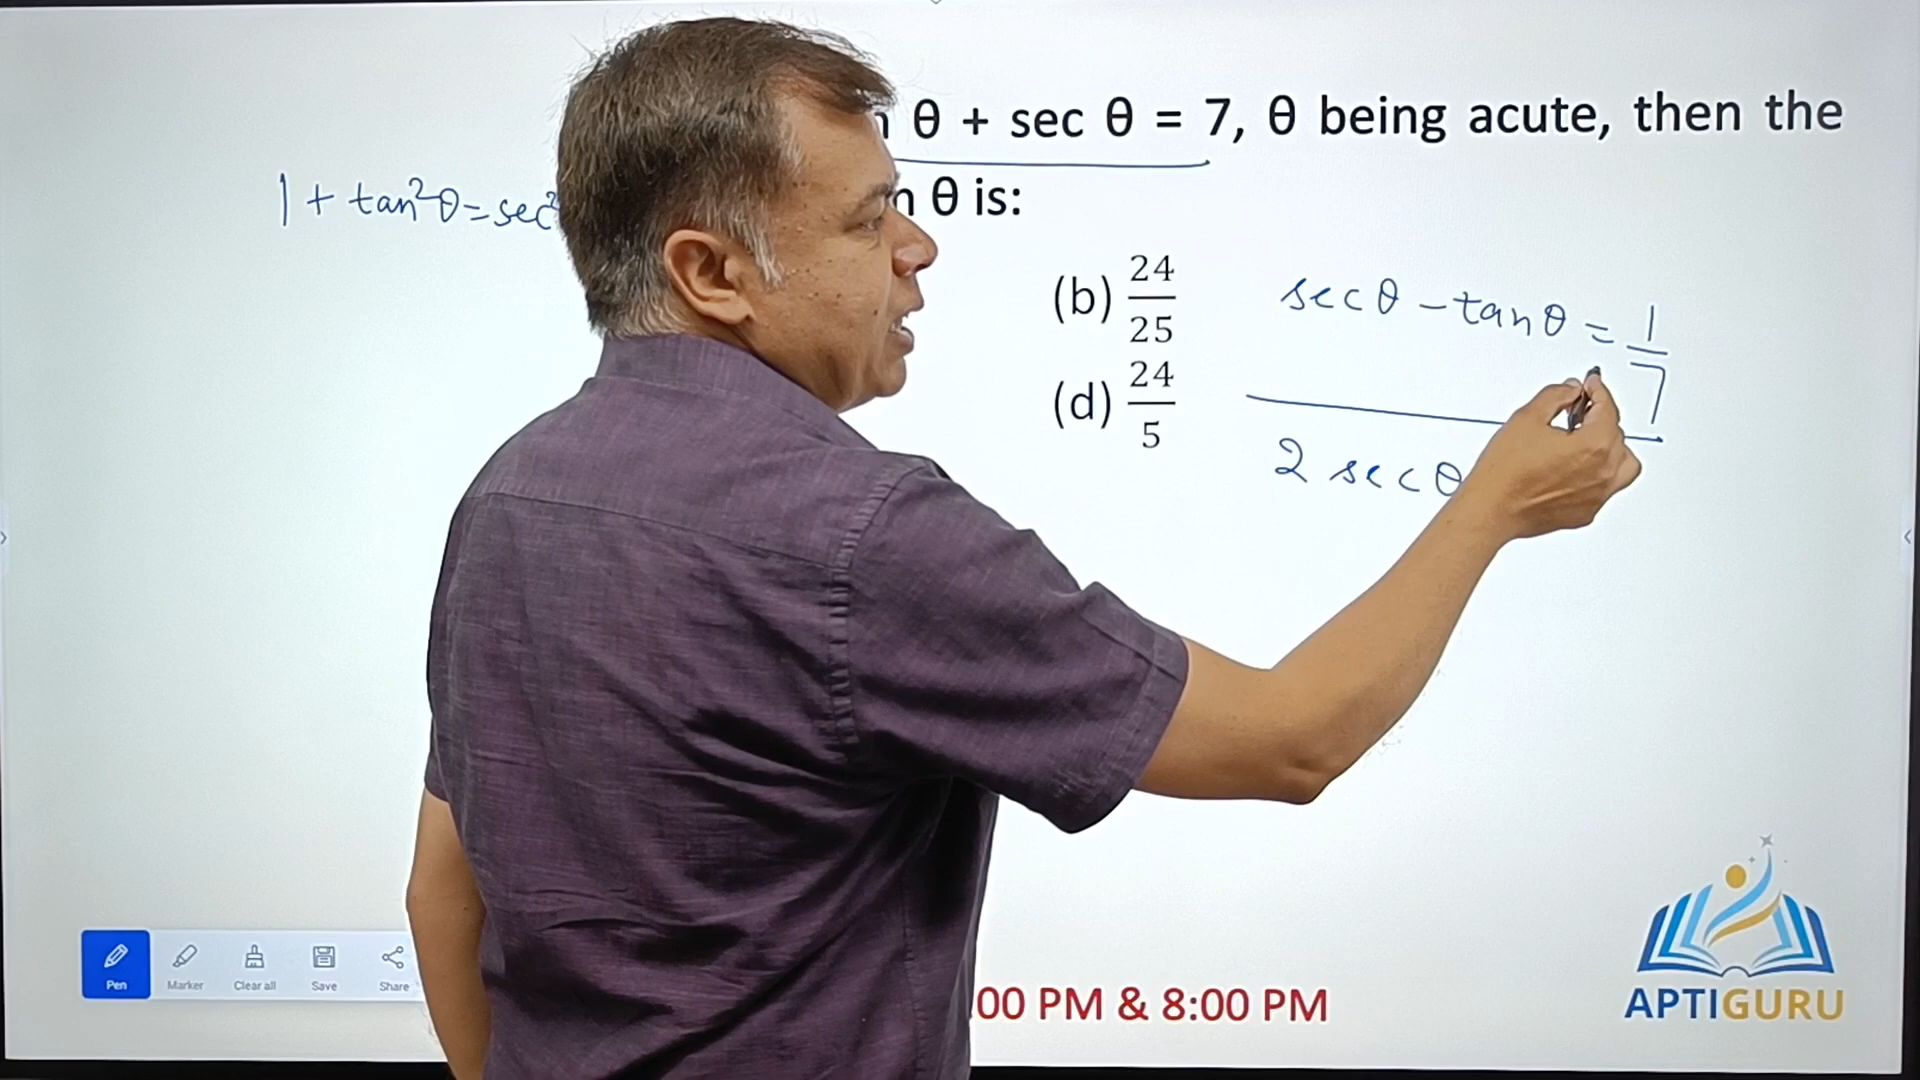 θ + sec θ = 7, θ being acute, then the
1 + tan²θ = sec²
θ is:
(b) 24/25
sec θ - tan θ = 1/7
(d) 24/5
2 sec θ
Pen
Marker
Clear all
Save
Share
00 PM & 8:00 PM
APTIGURU